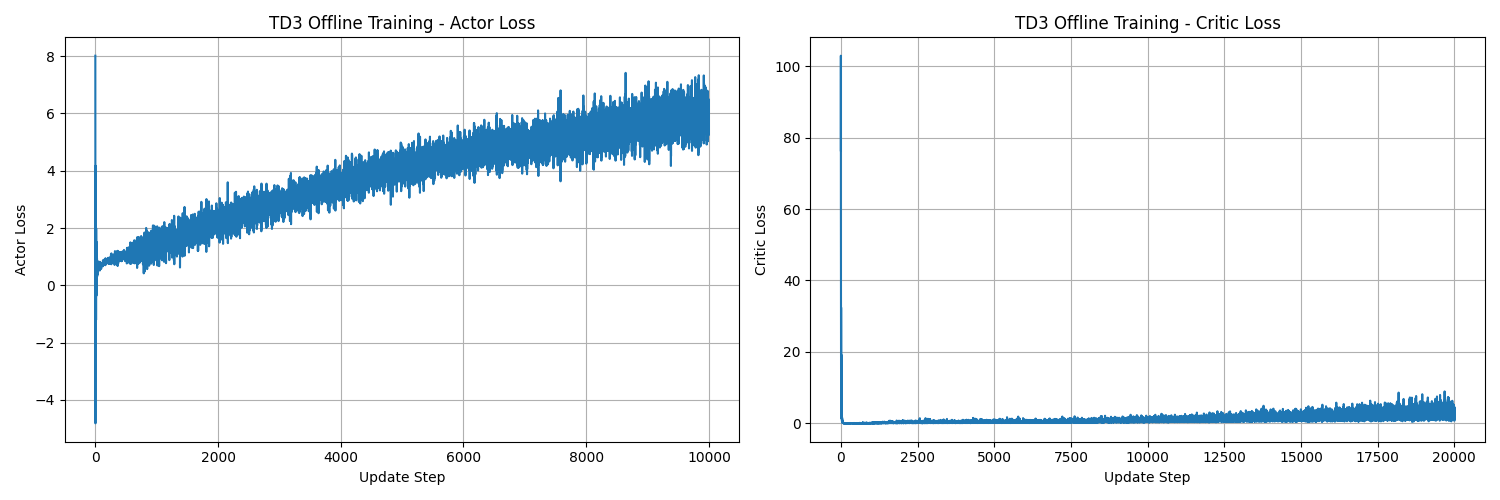 TD3 Offline Training - Actor Loss
8
6
4
2
0
−2
−4
Actor Loss
0 2000 4000 6000 8000 10000
Update Step
TD3 Offline Training - Critic Loss
100
80
60
40
20
0
Critic Loss
0 2500 5000 7500 10000 12500 15000 17500 20000
Update Step